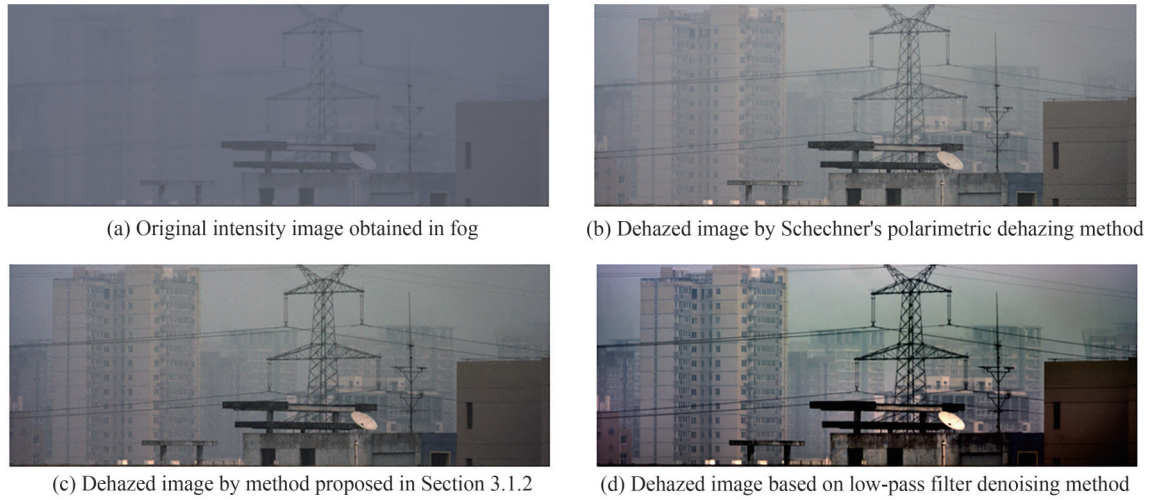 (a) Original intensity image obtained in fog
(b) Dehazed image by Schechner's polarimetric dehazing method
(c) Dehazed image by method proposed in Section 3.1.2
(d) Dehazed image based on low-pass filter denoising method